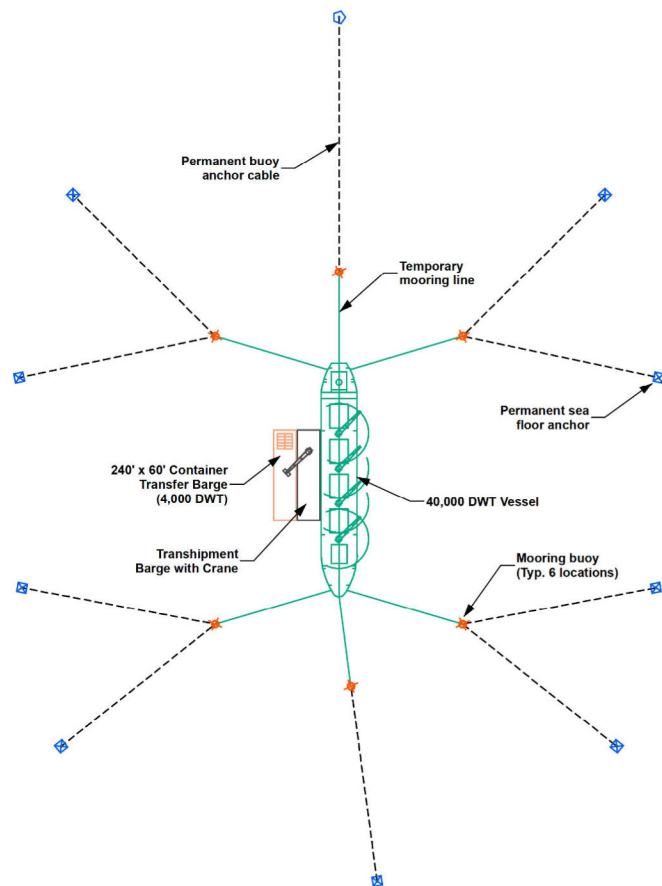 Permanent buoy
anchor cable
Temporary
mooring line
Permanent sea
floor anchor
240' x 60' Container
Transfer Barge
(4,000 DWT)
40,000 DWT Vessel
Transhipment
Barge with Crane
Mooring buoy
(Typ. 6 locations)